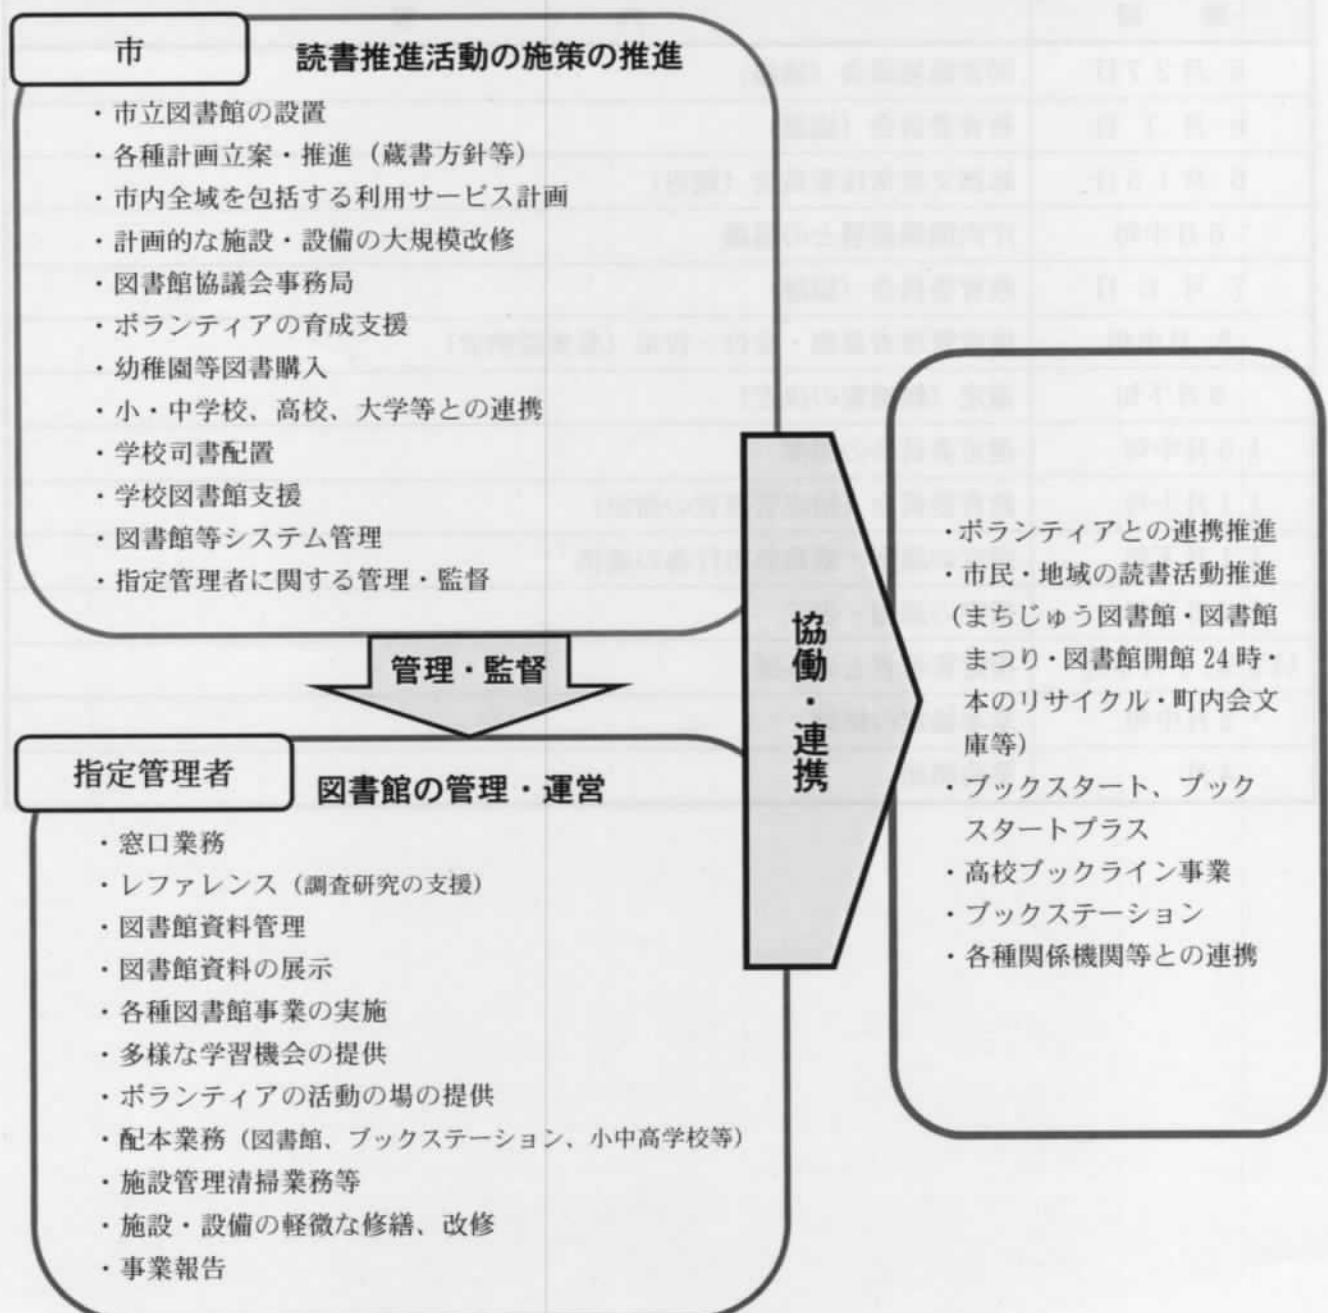 市
読書推進活動の施策の推進
・市立図書館の設置
・各種計画立案・推進（蔵書方針等）
・市内全域を包括する利用サービス計画
・計画的な施設・設備の大規模改修
・図書館協議会事務局
・ボランティアの育成支援
・幼稚園等図書購入
・小・中学校、高校、大学等との連携
・学校司書配置
・学校図書館支援
・図書館等システム管理
・指定管理者に関する管理・監督
管理・監督
指定管理者
図書館の管理・運営
・窓口業務
・レファレンス（調査研究の支援）
・図書館資料管理
・図書館資料の展示
・各種図書館事業の実施
・多様な学習機会の提供
・ボランティアの活動の場の提供
・配本業務（図書館、ブックステーション、小中高学校等）
・施設管理清掃業務等
・施設・設備の軽微な修繕、改修
・事業報告
協働・連携
・ボランティアとの連携推進
・市民・地域の読書活動推進
（まちじゅう図書館・図書館
まつり・図書館開館24時・
本のリサイクル・町内会文
庫等）
・ブックスタート、ブック
スタートプラス
・高校ブックライン事業
・ブックステーション
・各種関係機関等との連携